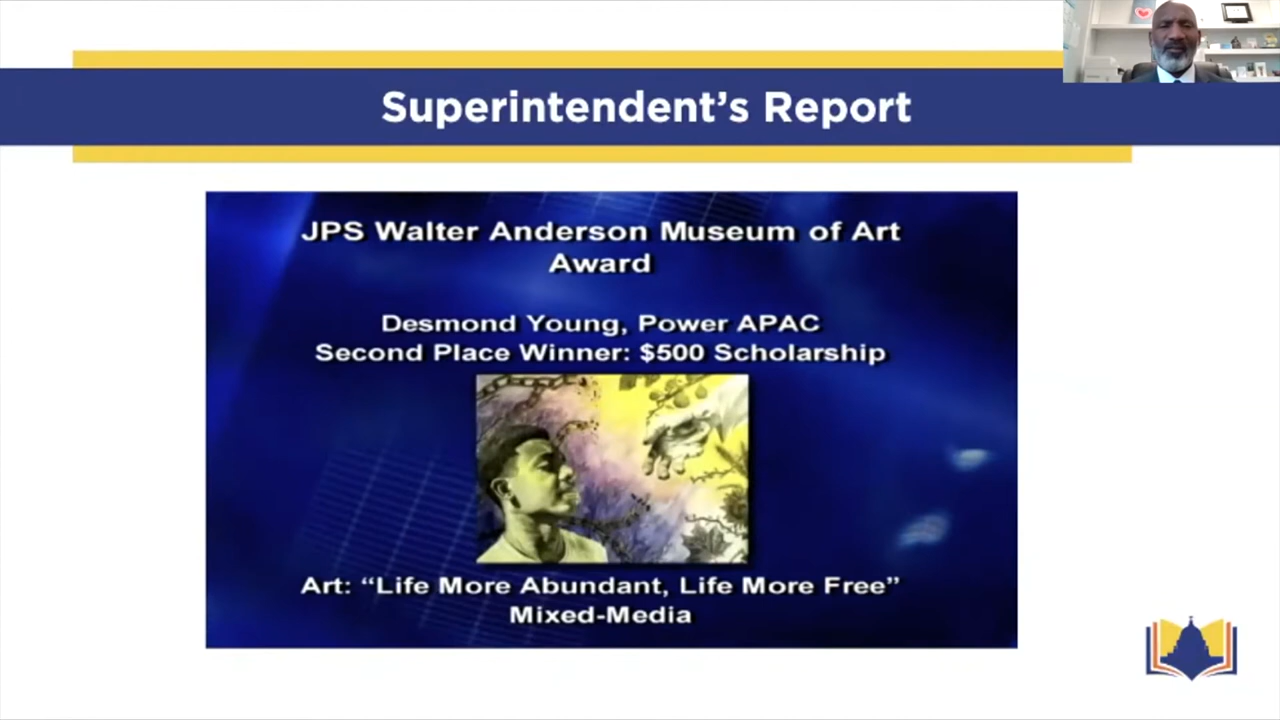 Superintendent's Report
JPS Walter Anderson Museum of Art
Award
Desmond Young, Power APAC
Second Place Winner: $500 Scholarship
Art: “Life More Abundant, Life More Free”
Mixed-Media